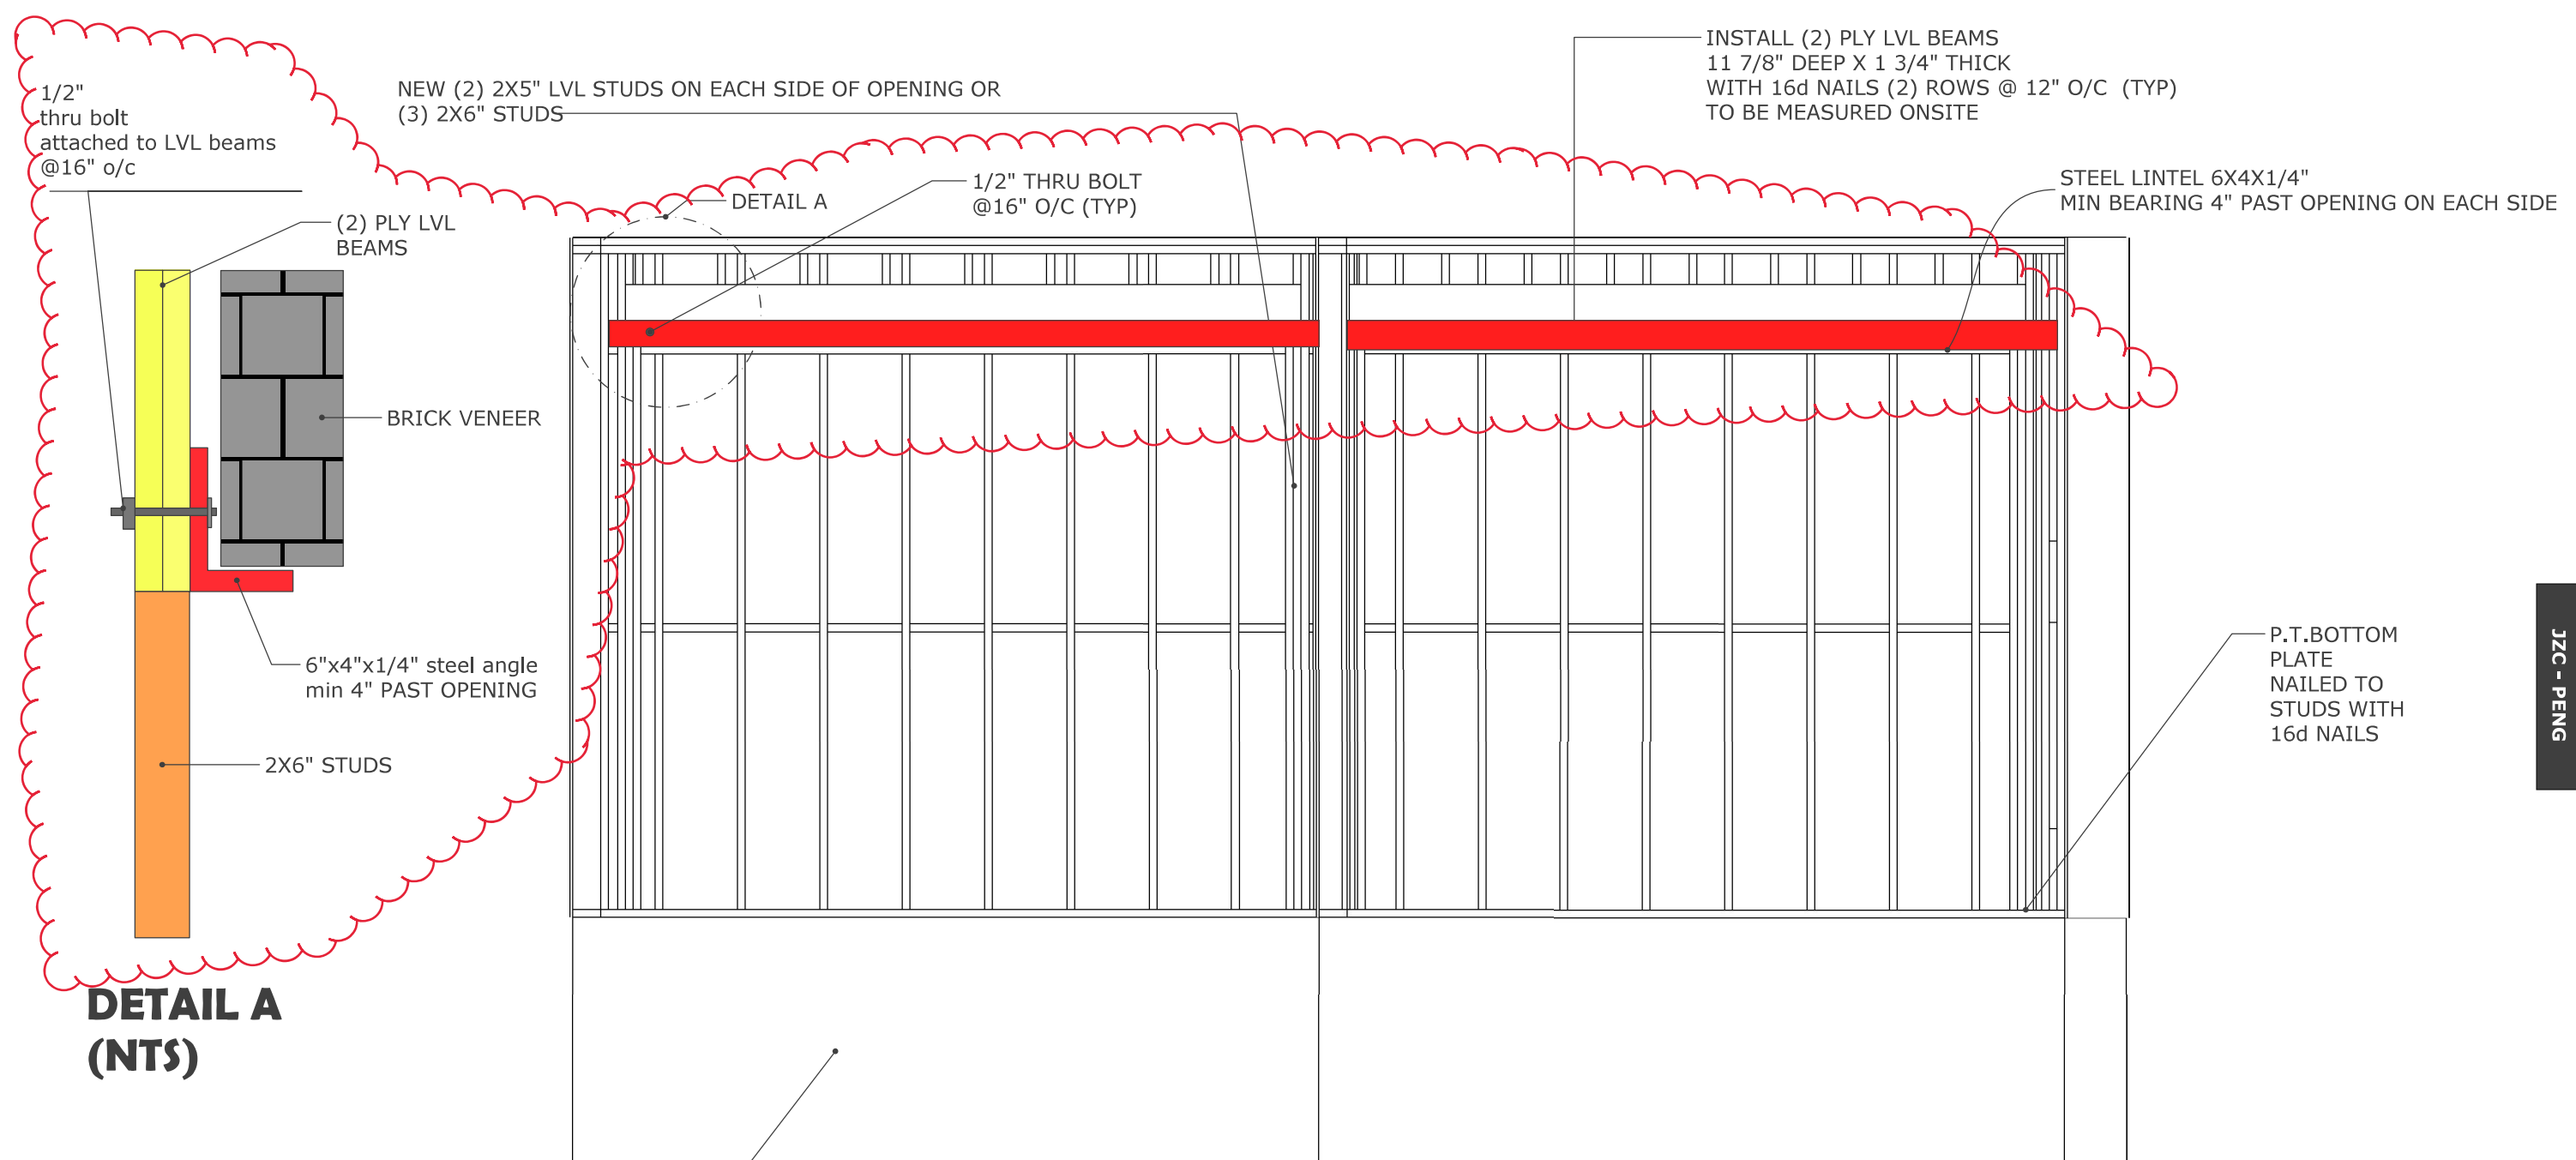 1/2"
thru bolt
attached to LVL beams
@16" o/c
(2) PLY LVL
BEAMS
BRICK VENEER
6"x4"x1/4" steel angle
min 4" PAST OPENING
2X6" STUDS
DETAIL A
(NTS)
NEW (2) 2X5" LVL STUDS ON EACH SIDE OF OPENING OR
(3) 2X6" STUDS
DETAIL A
1/2" THRU BOLT
@16" O/C (TYP)
INSTALL (2) PLY LVL BEAMS
11 7/8" DEEP X 1 3/4" THICK
WITH 16d NAILS (2) ROWS @ 12" O/C (TYP)
TO BE MEASURED ONSITE
STEEL LINTEL 6X4X1/4"
MIN BEARING 4" PAST OPENING ON EACH SIDE
P.T.BOTTOM
PLATE
NAILED TO
STUDS WITH
16d NAILS
JZC - PENG